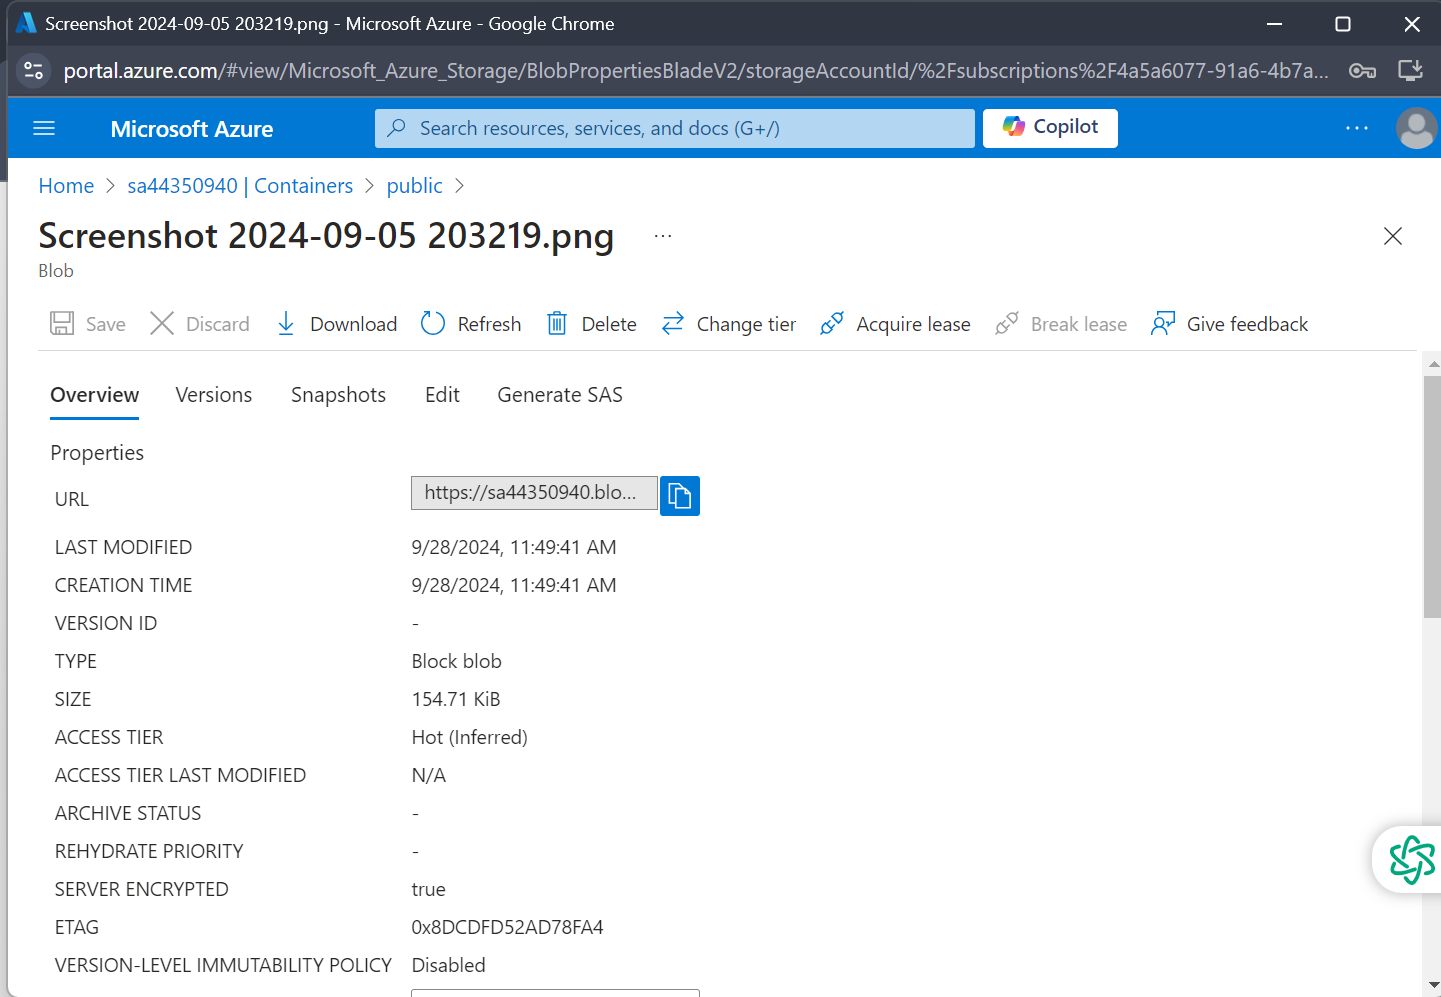 Screenshot 2024-09-05 203219.png - Microsoft Azure - Google Chrome
portal.azure.com/#view/Microsoft_Azure_Storage/BlobPropertiesBladeV2/storageAccountId/%2Fsubscriptions%2F4a5a6077-91a6-4b7a...
Microsoft Azure
Search resources, services, and docs (G+/)
Copilot
Home > sa44350940 | Containers > public >
Screenshot 2024-09-05 203219.png
Blob
Save Discard Download Refresh Delete Change tier Acquire lease Break lease Give feedback
Overview Versions Snapshots Edit Generate SAS
Properties
URL https://sa44350940.blo...
LAST MODIFIED 9/28/2024, 11:49:41 AM
CREATION TIME 9/28/2024, 11:49:41 AM
VERSION ID -
TYPE Block blob
SIZE 154.71 KiB
ACCESS TIER Hot (Inferred)
ACCESS TIER LAST MODIFIED N/A
ARCHIVE STATUS -
REHYDRATE PRIORITY -
SERVER ENCRYPTED true
ETAG 0x8DCDFD52AD78FA4
VERSION-LEVEL IMMUTABILITY POLICY Disabled